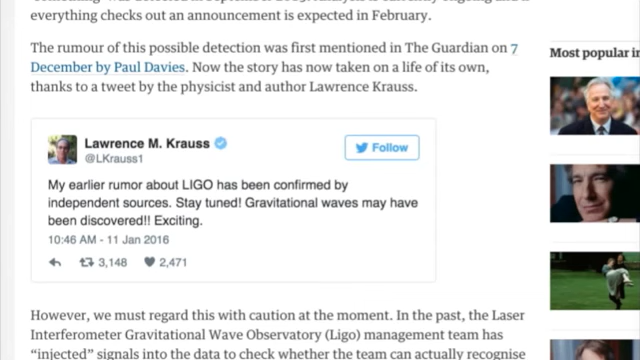 everything checks out an announcement is expected in February.
The rumour of this possible detection was first mentioned in The Guardian on 7
December by Paul Davies. Now the story has now taken on a life of its own,
thanks to a tweet by the physicist and author Lawrence Krauss.
Most popular in
Lawrence M. Krauss
@LKrauss1
Follow
My earlier rumor about LIGO has been confirmed by
independent sources. Stay tuned! Gravitational waves may have
been discovered!! Exciting.
10:46 AM - 11 Jan 2016
3,148 2,471
However, we must regard this with caution at the moment. In the past, the Laser
Interferometer Gravitational Wave Observatory (Ligo) management team has
“injected” signals into the data to check whether the team can actually recognise